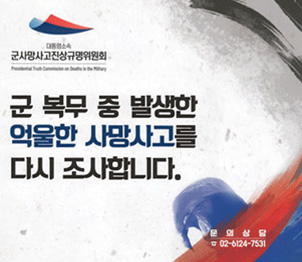 대통령소속
군사망사고진상규명위원회
Presidential Truth Commission on Deaths in the Military
군 복무 중 발생한
억울한 사망사고를
다시 조사합니다.
문 의 상 담
☎ 02-6124-7531